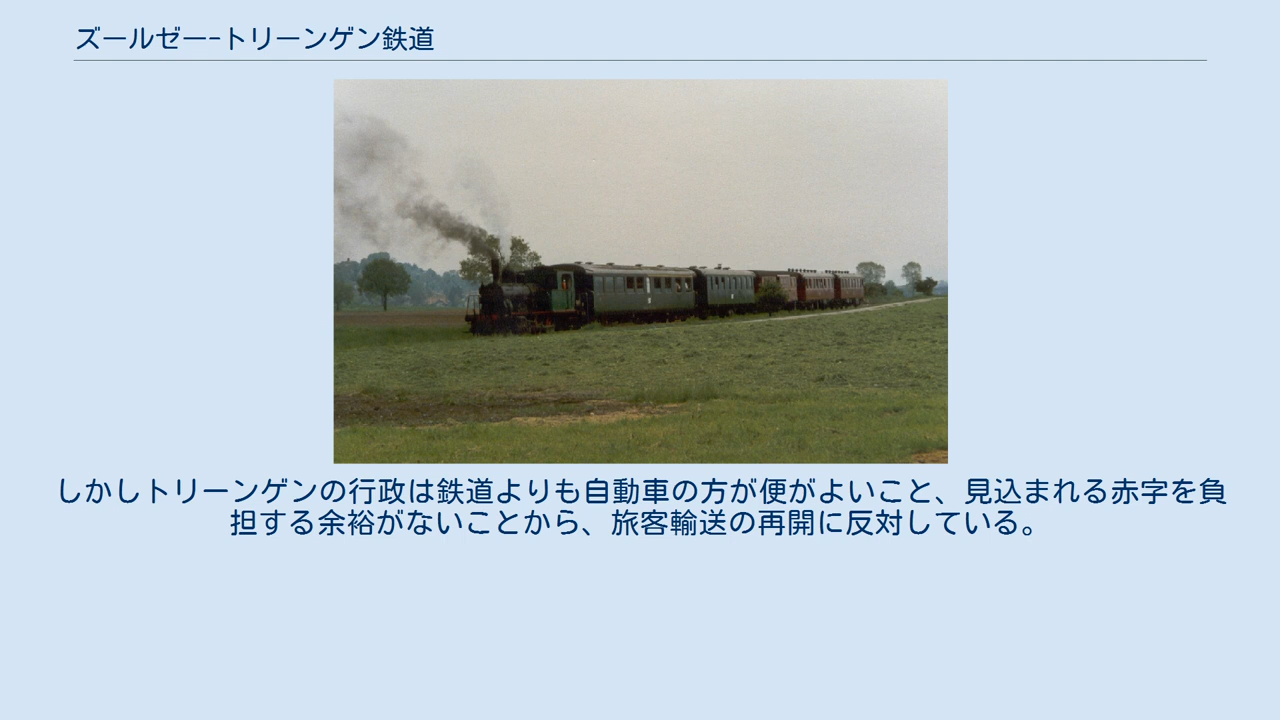 ズールゼー-トリーンゲン鉄道
しかしトリーンゲンの行政は鉄道よりも自動車の方が便がよいこと、見込まれる赤字を負
担する余裕がないことから、旅客輸送の再開に反対している。